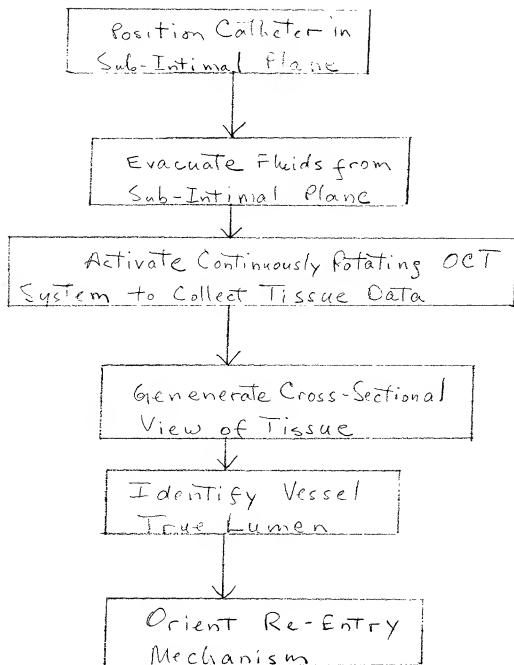 Position Catheter in
Sub-Intimal Plane
Evacuate Fluids from
Sub-Intimal Plane
Activate Continuously Rotating OCT
System to Collect Tissue Data
Genenerate Cross-Sectional
View of Tissue
Identify Vessel
True Lumen
Orient Re-Entry
Mechanism